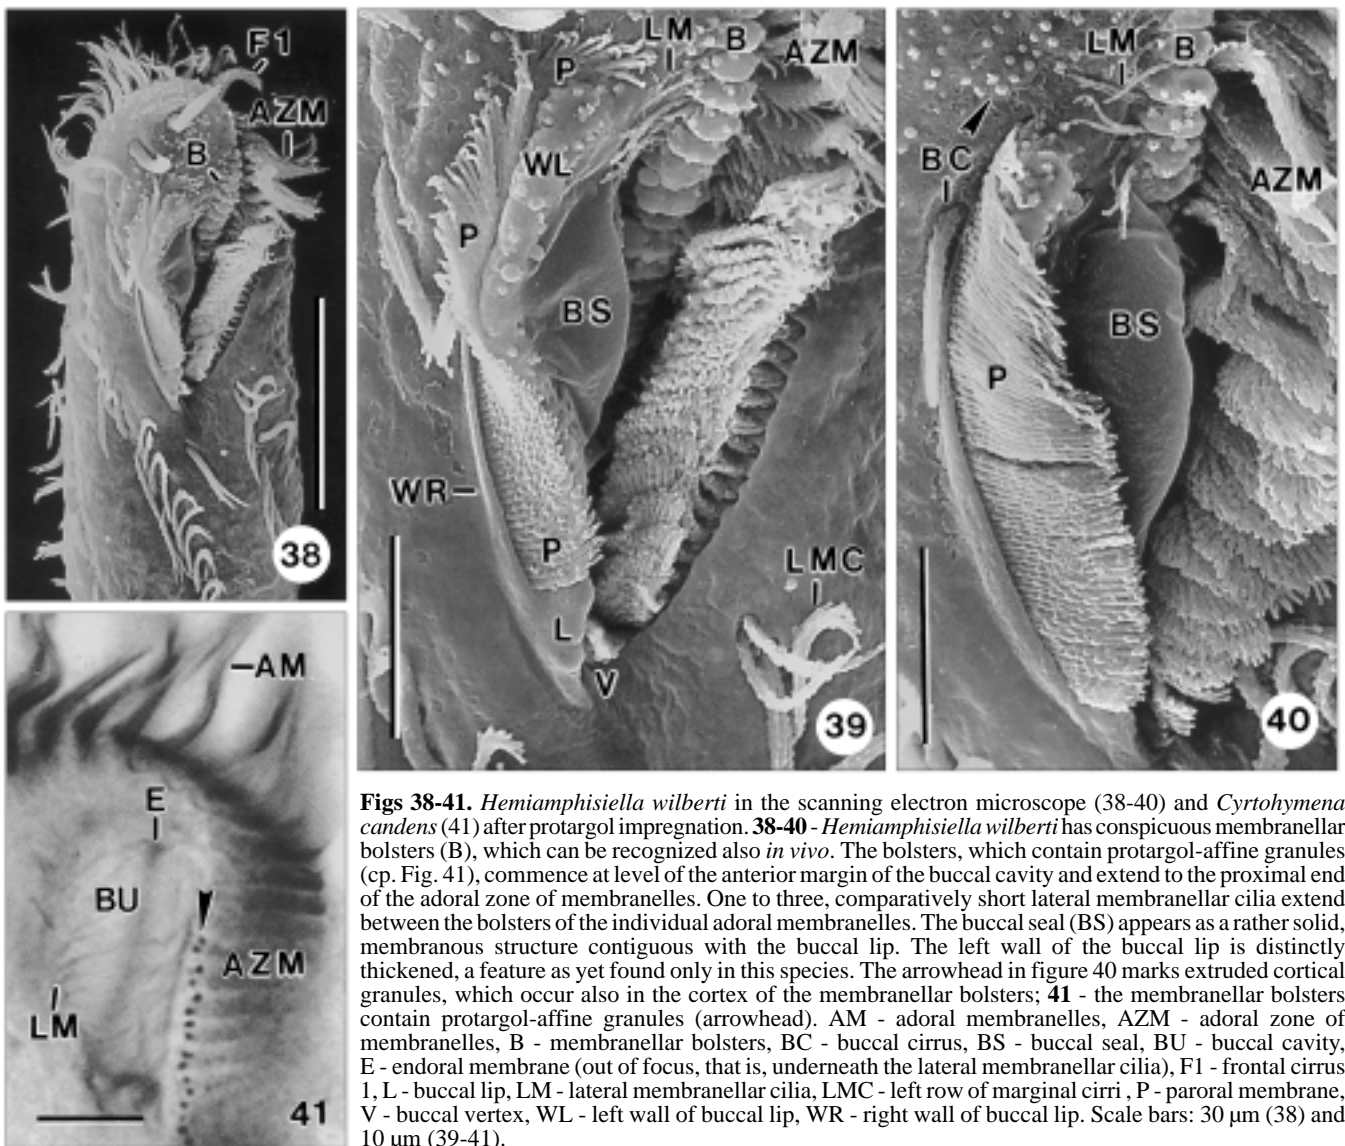 F1
AZM
B
38
LM
B
AZM
P
WL
P
BS
WR
P
LMC
L
V
39
LM
B
BC
AZM
P
BS
40
AM
E
BU
AZM
LM
41
Figs 38-41. Hemiamphisiella wilberti in the scanning electron microscope (38-40) and Cyrtohymena
candens (41) after protargol impregnation. 38-40 - Hemiamphisiella wilberti has conspicuous membranellar
bolsters (B), which can be recognized also in vivo. The bolsters, which contain protargol-affine granules
(cp. Fig. 41), commence at level of the anterior margin of the buccal cavity and extend to the proximal end
of the adoral zone of membranelles. One to three, comparatively short lateral membranellar cilia extend
between the bolsters of the individual adoral membranelles. The buccal seal (BS) appears as a rather solid,
membranous structure contiguous with the buccal lip. The left wall of the buccal lip is distinctly
thickened, a feature as yet found only in this species. The arrowhead in figure 40 marks extruded cortical
granules, which occur also in the cortex of the membranellar bolsters; 41 - the membranellar bolsters
contain protargol-affine granules (arrowhead). AM - adoral membranelles, AZM - adoral zone of
membranelles, B - membranellar bolsters, BC - buccal cirrus, BS - buccal seal, BU - buccal cavity,
E - endoral membrane (out of focus, that is, underneath the lateral membranellar cilia), F1 - frontal cirrus
1, L - buccal lip, LM - lateral membranellar cilia, LMC - left row of marginal cirri , P - paroral membrane,
V - buccal vertex, WL - left wall of buccal lip, WR - right wall of buccal lip. Scale bars: 30 µm (38) and
10 µm (39-41).